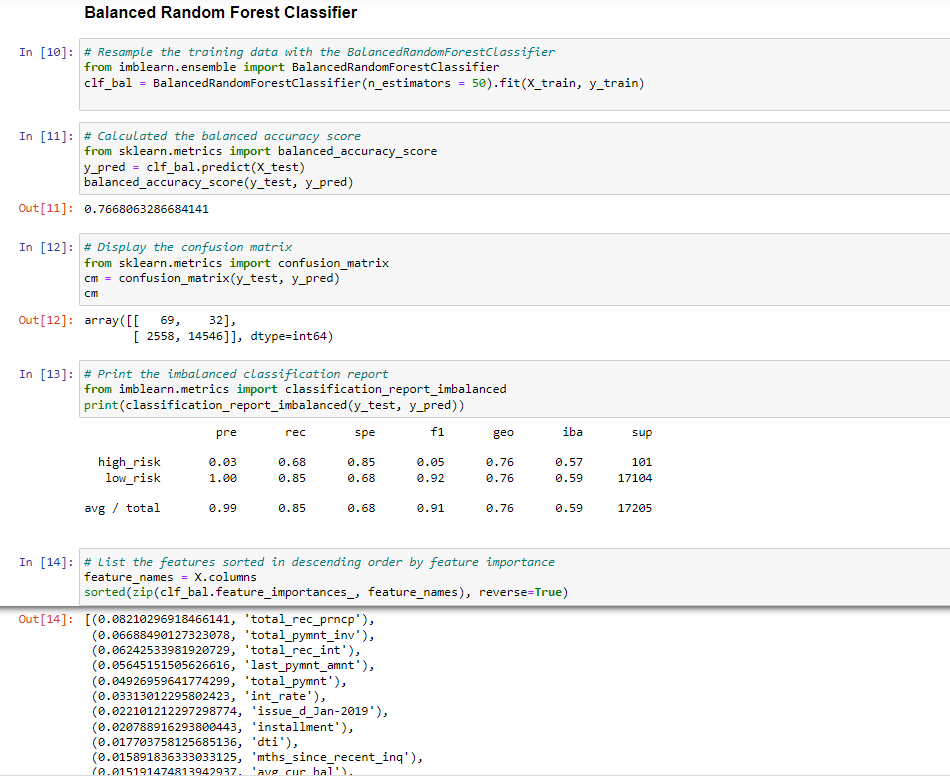 Balanced Random Forest Classifier
In [10]: # Resample the training data with the BalancedRandomForestClassifier
from imblearn.ensemble import BalancedRandomForestClassifier
clf_bal = BalancedRandomForestClassifier(n_estimators = 50).fit(X_train, y_train)
In [11]: # Calculated the balanced accuracy score
from sklearn.metrics import balanced_accuracy_score
y_pred = clf_bal.predict(X_test)
balanced_accuracy_score(y_test, y_pred)
Out[11]: 0.7668063286684141
In [12]: # Display the confusion matrix
from sklearn.metrics import confusion_matrix
cm = confusion_matrix(y_test, y_pred)
cm
Out[12]: array([[   69,    32],
       [ 2558, 14546]], dtype=int64)
In [13]: # Print the imbalanced classification report
from imblearn.metrics import classification_report_imbalanced
print(classification_report_imbalanced(y_test, y_pred))
pre rec spe f1 geo iba sup
high_risk 0.03 0.68 0.85 0.05 0.76 0.57 101
low_risk 1.00 0.85 0.68 0.92 0.76 0.59 17104
avg / total 0.99 0.85 0.68 0.91 0.76 0.59 17205
In [14]: # List the features sorted in descending order by feature importance
feature_names = X.columns
sorted(zip(clf_bal.feature_importances_, feature_names), reverse=True)
Out[14]: [(0.08210296918466141, 'total_rec_prncp'),
(0.06688490127323078, 'total_pymnt_inv'),
(0.06242533981920729, 'total_rec_int'),
(0.05645151505626616, 'last_pymnt_amnt'),
(0.04926959641774299, 'total_pymnt'),
(0.03313012295802423, 'int_rate'),
(0.022101212297298774, 'issue_d_Jan-2019'),
(0.020788916293800443, 'installment'),
(0.017703758125685136, 'dti'),
(0.015891836333033125, 'mths_since_recent_inq'),
(0.015191474813942937, 'avg_cur_bal'),